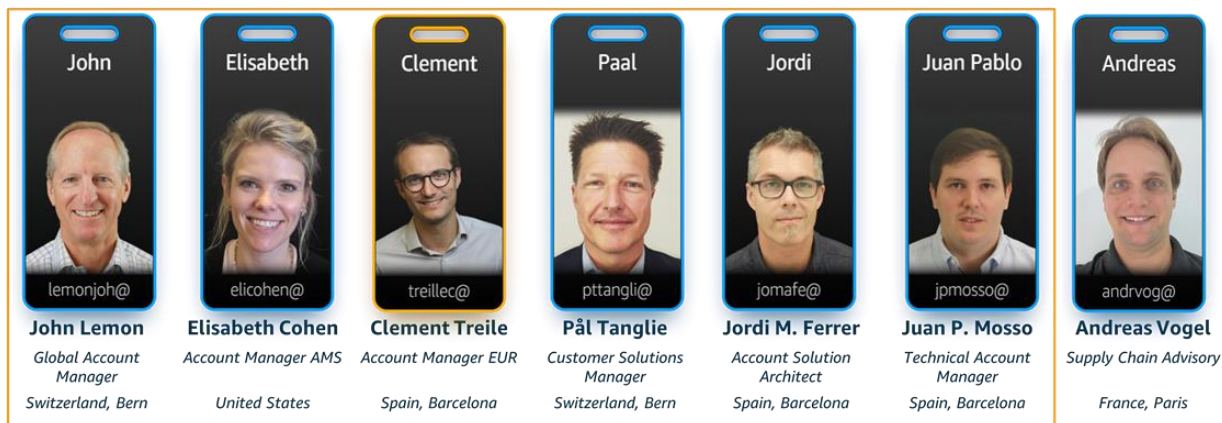 John
Elisabeth
Clement
Paal
Jordi
Juan Pablo
Andreas
lemonjoh@
elicohen@
treillec@
pttangli@
jomafe@
jpmosso@
andrvog@
John Lemon
Elisabeth Cohen
Clement Treile
Pål Tanglie
Jordi M. Ferrer
Juan P. Mosso
Andreas Vogel
Global Account
Manager
Account Manager AMS
Account Manager EUR
Customer Solutions
Manager
Account Solution
Architect
Technical Account
Manager
Supply Chain Advisory
Switzerland, Bern
United States
Spain, Barcelona
Switzerland, Bern
Spain, Barcelona
Spain, Barcelona
France, Paris